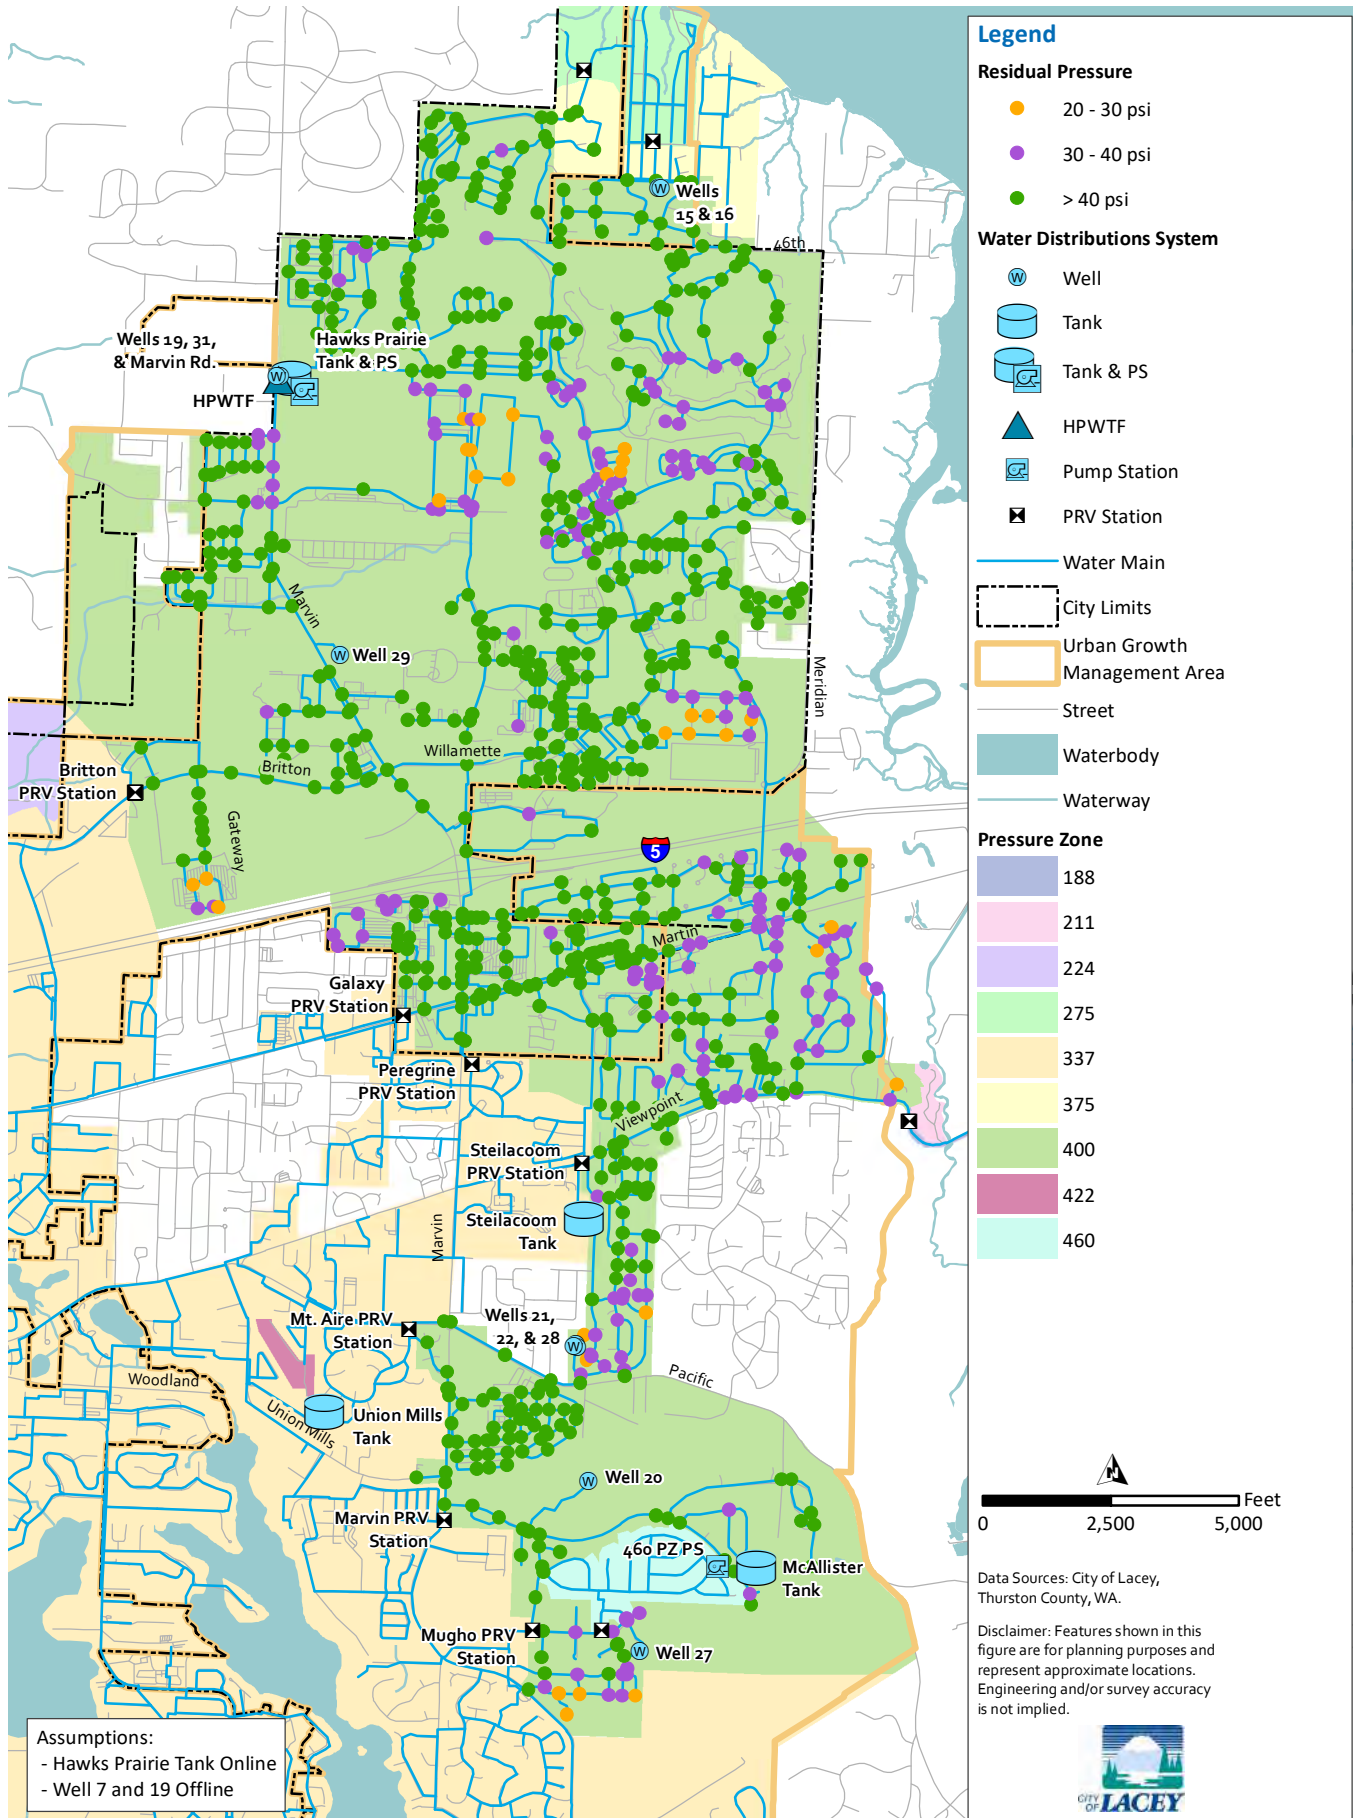 46th
Wells
15 & 16
Wells 19, 31,
& Marvin Rd.
Hawks Prairie
Tank & PS
HPWTF
Marvin
Well 29
Meridian
Willamette
Britton
Britton
PRV Station
Gateway
5
Martin
Galaxy
PRV Station
Peregrine
PRV Station
Viewpoint
Steilacoom
PRV Station
Steilacoom
Tank
Marvin
Wells 21,
22, & 28
Mt. Aire PRV
Station
Pacific
Woodland
Union Mills
Union Mills
Tank
Well 20
Marvin PRV
Station
460 PZ PS
McAllister
Tank
Mugho PRV
Station
Well 27
Assumptions:
- Hawks Prairie Tank Online
- Well 7 and 19 Offline
Legend
Residual Pressure
20 - 30 psi
30 - 40 psi
> 40 psi
Water Distributions System
W Well
Tank
Tank & PS
HPWTF
Pump Station
PRV Station
Water Main
City Limits
Urban Growth
Management Area
Street
Waterbody
Waterway
Pressure Zone
188
211
224
275
337
375
400
422
460
N
Feet
0 2,500 5,000
Data Sources: City of Lacey,
Thurston County, WA.
Disclaimer: Features shown in this
figure are for planning purposes and
represent approximate locations.
Engineering and/or survey accuracy
is not implied.
CITY OF LACEY